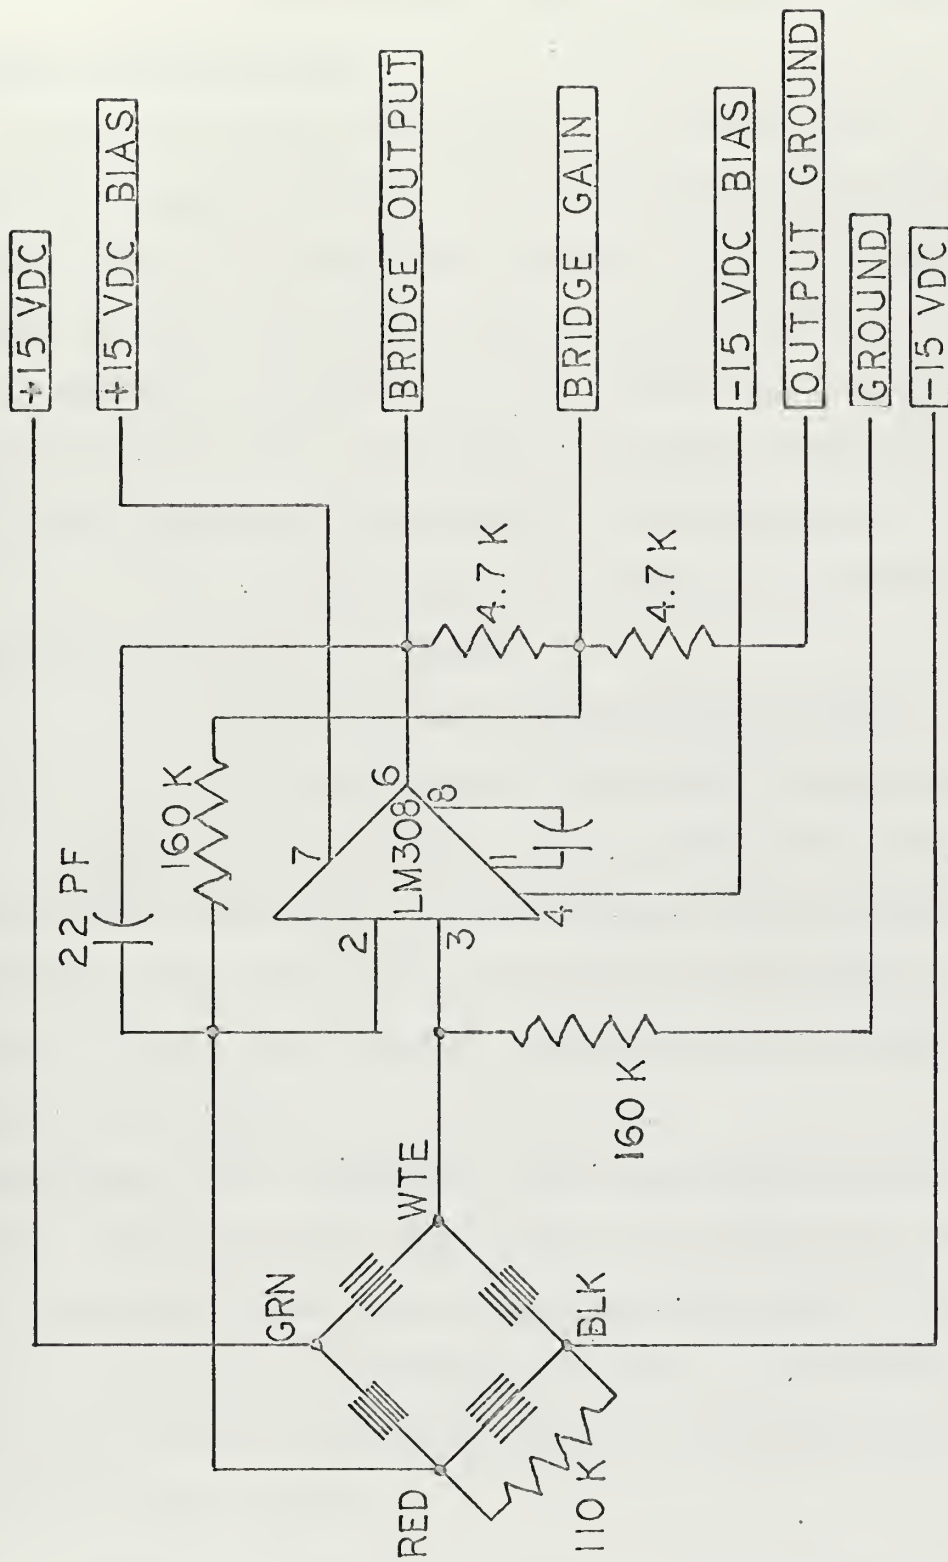 +15 VDC
+15 VDC BIAS
BRIDGE OUTPUT
BRIDGE GAIN
-15 VDC BIAS
OUTPUT GROUND
GROUND
-15 VDC
22 PF
160 K
4.7 K
4.7 K
7
6
LM308
8
1
2
3
4
160 K
GRN
WTE
RED
BLK
110 K